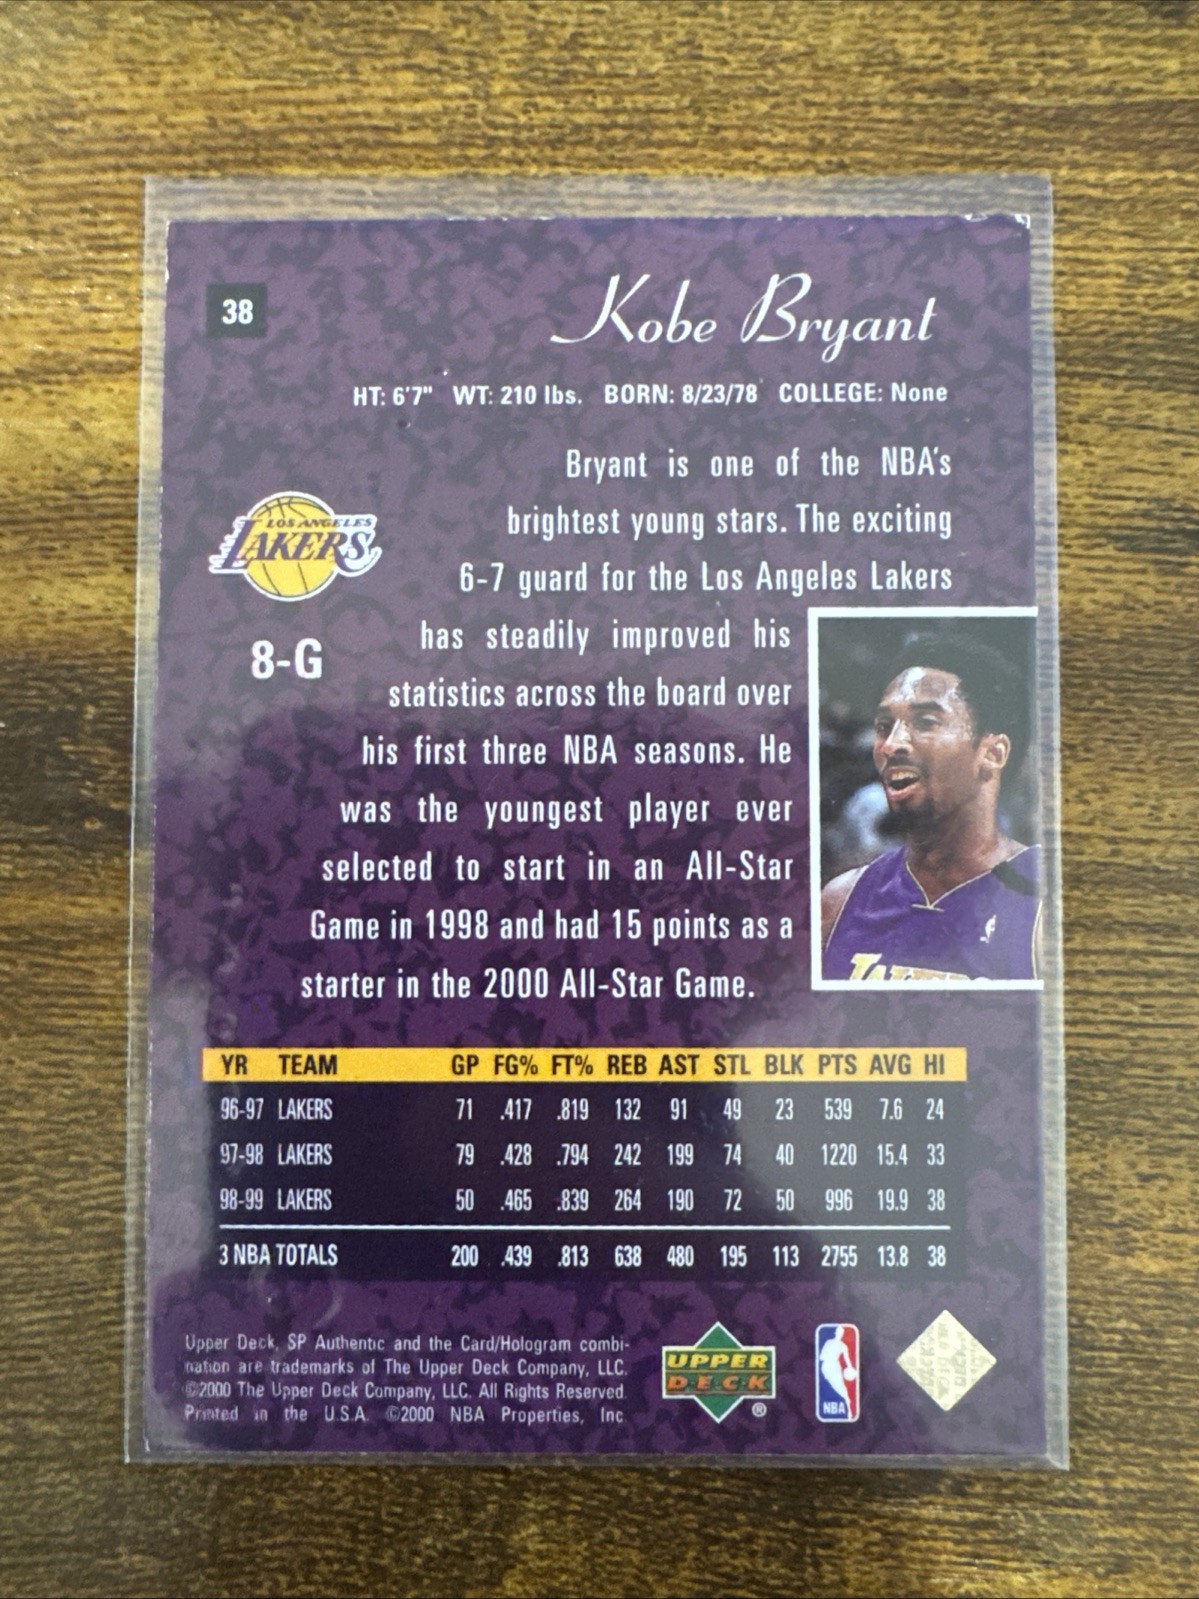 38
Kobe Bryant
HT: 6'7" WT: 210 lbs. BORN: 8/23/78 COLLEGE: None
Bryant is one of the NBA's
brightest young stars. The exciting
6-7 guard for the Los Angeles Lakers
has steadily improved his
statistics across the board over
his first three NBA seasons. He
was the youngest player ever
selected to start in an All-Star
Game in 1998 and had 15 points as a
starter in the 2000 All-Star Game.
LOS ANGELES
LAKERS
8-G
YR TEAM GP FG% FT% REB AST STL BLK PTS AVG HI
96-97 LAKERS 71 .417 .819 132 91 49 23 539 7.6 24
97-98 LAKERS 79 .428 .794 242 199 74 40 1220 15.4 33
98-99 LAKERS 50 .465 .839 264 190 72 50 996 19.9 38
3 NBA TOTALS 200 .439 .813 638 480 195 113 2755 13.8 38
Upper Deck, SP Authentic and the Card/Hologram combi-
nation are trademarks of The Upper Deck Company, LLC.
©2000 The Upper Deck Company, LLC. All Rights Reserved.
Printed in the U.S.A. ©2000 NBA Properties, Inc
UPPER
DECK
®
NBA